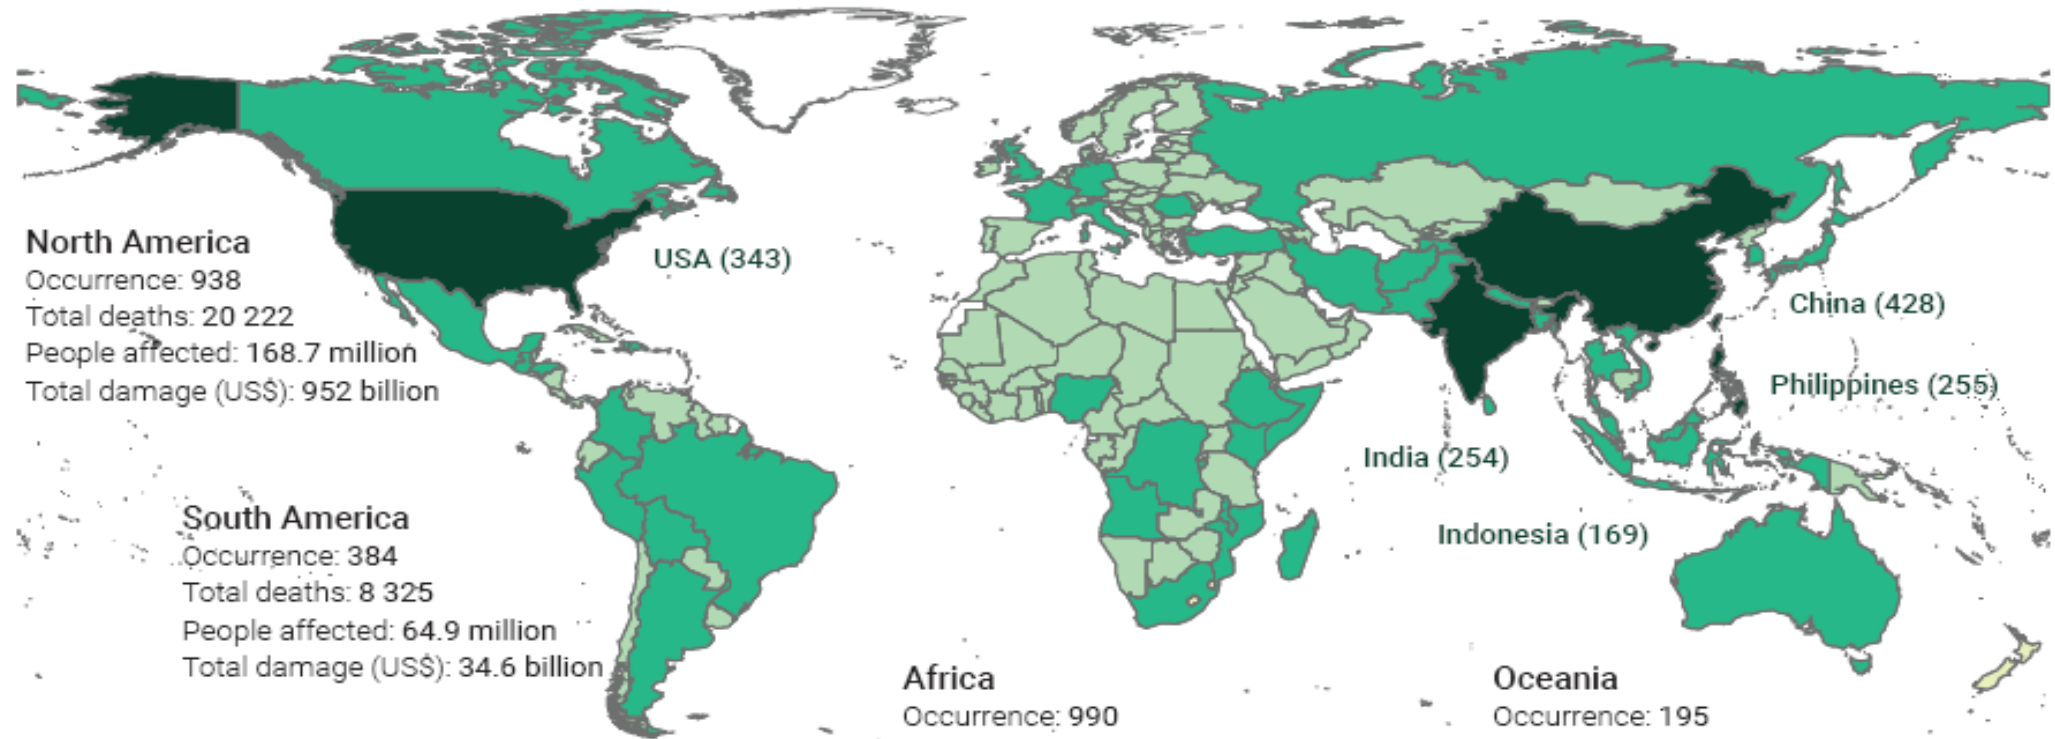 North America
Occurrence: 938
Total deaths: 20 222
People affected: 168.7 million
Total damage (US$): 952 billion
USA (343)
China (428)
Philippines (255)
India (254)
Indonesia (169)
South America
Occurrence: 384
Total deaths: 8 325
People affected: 64.9 million
Total damage (US$): 34.6 billion
Africa
Occurrence: 990
Oceania
Occurrence: 195